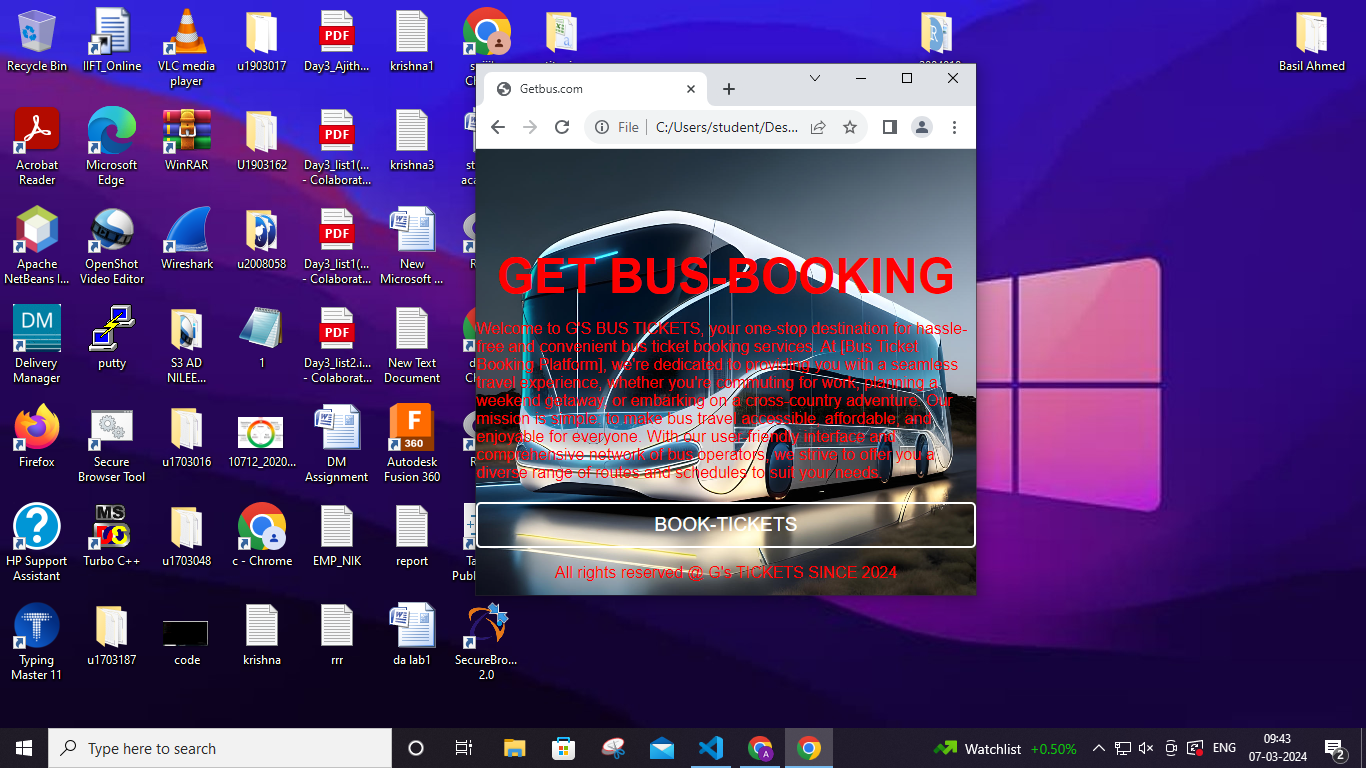 Recycle Bin
IIFT_Online
VLC media
player
u1903017
Day3_Ajith...
krishna1
Basil Ahmed
Acrobat
Reader
Microsoft
Edge
WinRAR
U1903162
Day3_list1(...
- Colaborat...
krishna3
Apache
NetBeans I...
OpenShot
Video Editor
Wireshark
u2008058
Day3_list1(...
- Colaborat...
New
Microsoft ...
Delivery
Manager
putty
S3 AD
NILEE...
1
Day3_list2.i...
- Colaborat...
New Text
Document
Firefox
Secure
Browser Tool
u1703016
10712_2020...
DM
Assignment
Autodesk
Fusion 360
HP Support
Assistant
Turbo C++
u1703048
c - Chrome
EMP_NIK
report
Typing
Master 11
u1703187
code
krishna
rrr
da lab1
SecureBro...
2.0
Getbus.com
File
C:/Users/student/Des...
GET BUS-BOOKING
Welcome to G'S BUS TICKETS, your one-stop destination for hassle-
free and convenient bus ticket booking services. At [Bus Ticket
Booking Platform], we're dedicated to providing you with a seamless
travel experience, whether you're commuting for work, planning a
weekend getaway, or embarking on a cross-country adventure. Our
mission is simple: to make bus travel accessible, affordable, and
enjoyable for everyone. With our user-friendly interface and
comprehensive network of bus operators, we strive to offer you a
diverse range of routes and schedules to suit your needs.
BOOK-TICKETS
All rights reserved @ G's TICKETS SINCE 2024
Type here to search
Watchlist +0.50%
ENG
09:43
07-03-2024
2